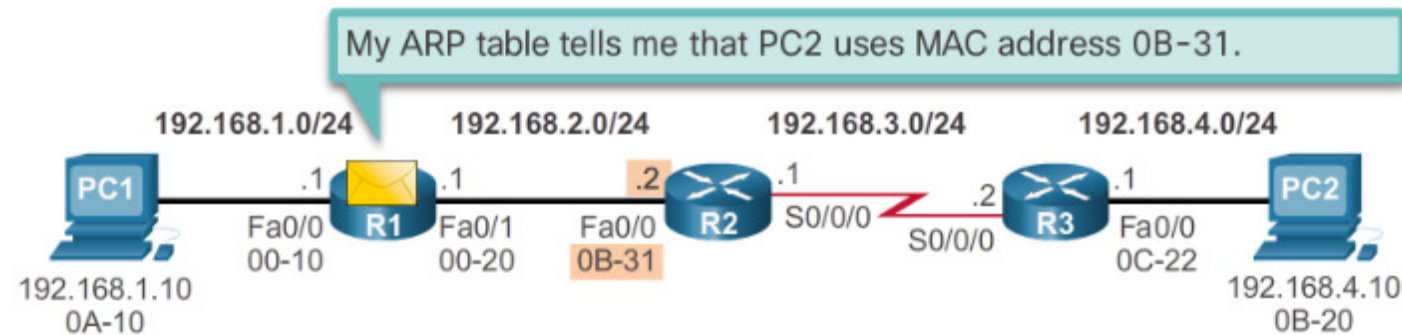 My ARP table tells me that PC2 uses MAC address 0B-31.
192.168.1.0/24 192.168.2.0/24 192.168.3.0/24 192.168.4.0/24
PC1 .1 R1 .1 .2 R2 .1 .2 R3 .1 PC2
Fa0/0 Fa0/1 Fa0/0 S0/0/0 S0/0/0 Fa0/0
00-10 00-20 0B-31 0C-22
192.168.1.10 192.168.4.10
0A-10 0B-20